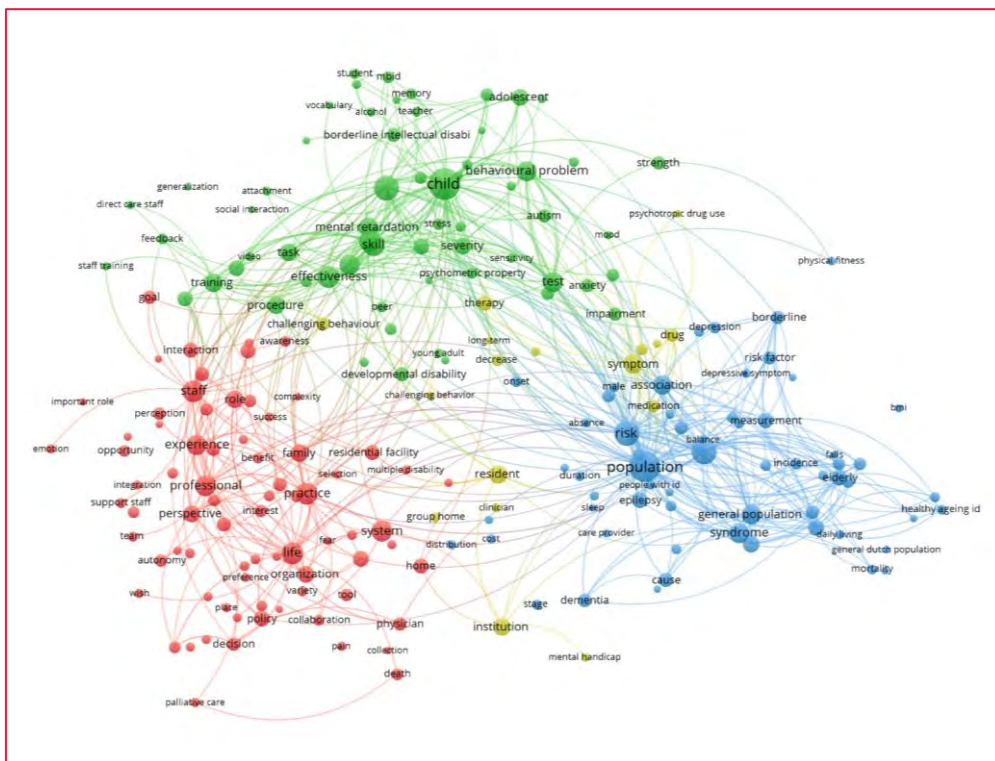 student
mbid
memory
adolescent
vocabulary
alcohol
teacher
borderline intellectual disabi
behavioural problem
strength
child
generalization
attachment
direct care staff
social interaction
psychotropic drug use
autism
mental retardation
stress
feedback
skill
severity
mood
video
task
sensitivity
physical fitness
staff training
effectiveness
psychometric property
training
test
anxiety
goal
procedure
peer
therapy
impairment
borderline
challenging behaviour
depression
awareness
long-term
drug
interaction
young adult
decrease
symptom
risk factor
developmental disability
depressive symptom
onset
male
association
staff
challenging behavior
role
complexity
important role
medication
bmi
perception
success
absence
measurement
risk
experience
emotion
opportunity
benefit
family
residential facility
balance
falls
selection
population
incidence
integration
multiple disability
resident
duration
people with id
elderly
professional
practice
support staff
epilepsy
interest
clinician
sleep
healthy ageing id
perspective
group home
general population
team
system
care provider
syndrome
daily living
fear
cost
distribution
general dutch population
life
autonomy
home
mortality
preference
organization
cause
wish
variety
tool
stage
dementia
place
policy
collaboration
physician
institution
decision
pain
collection
mental handicap
death
palliative care